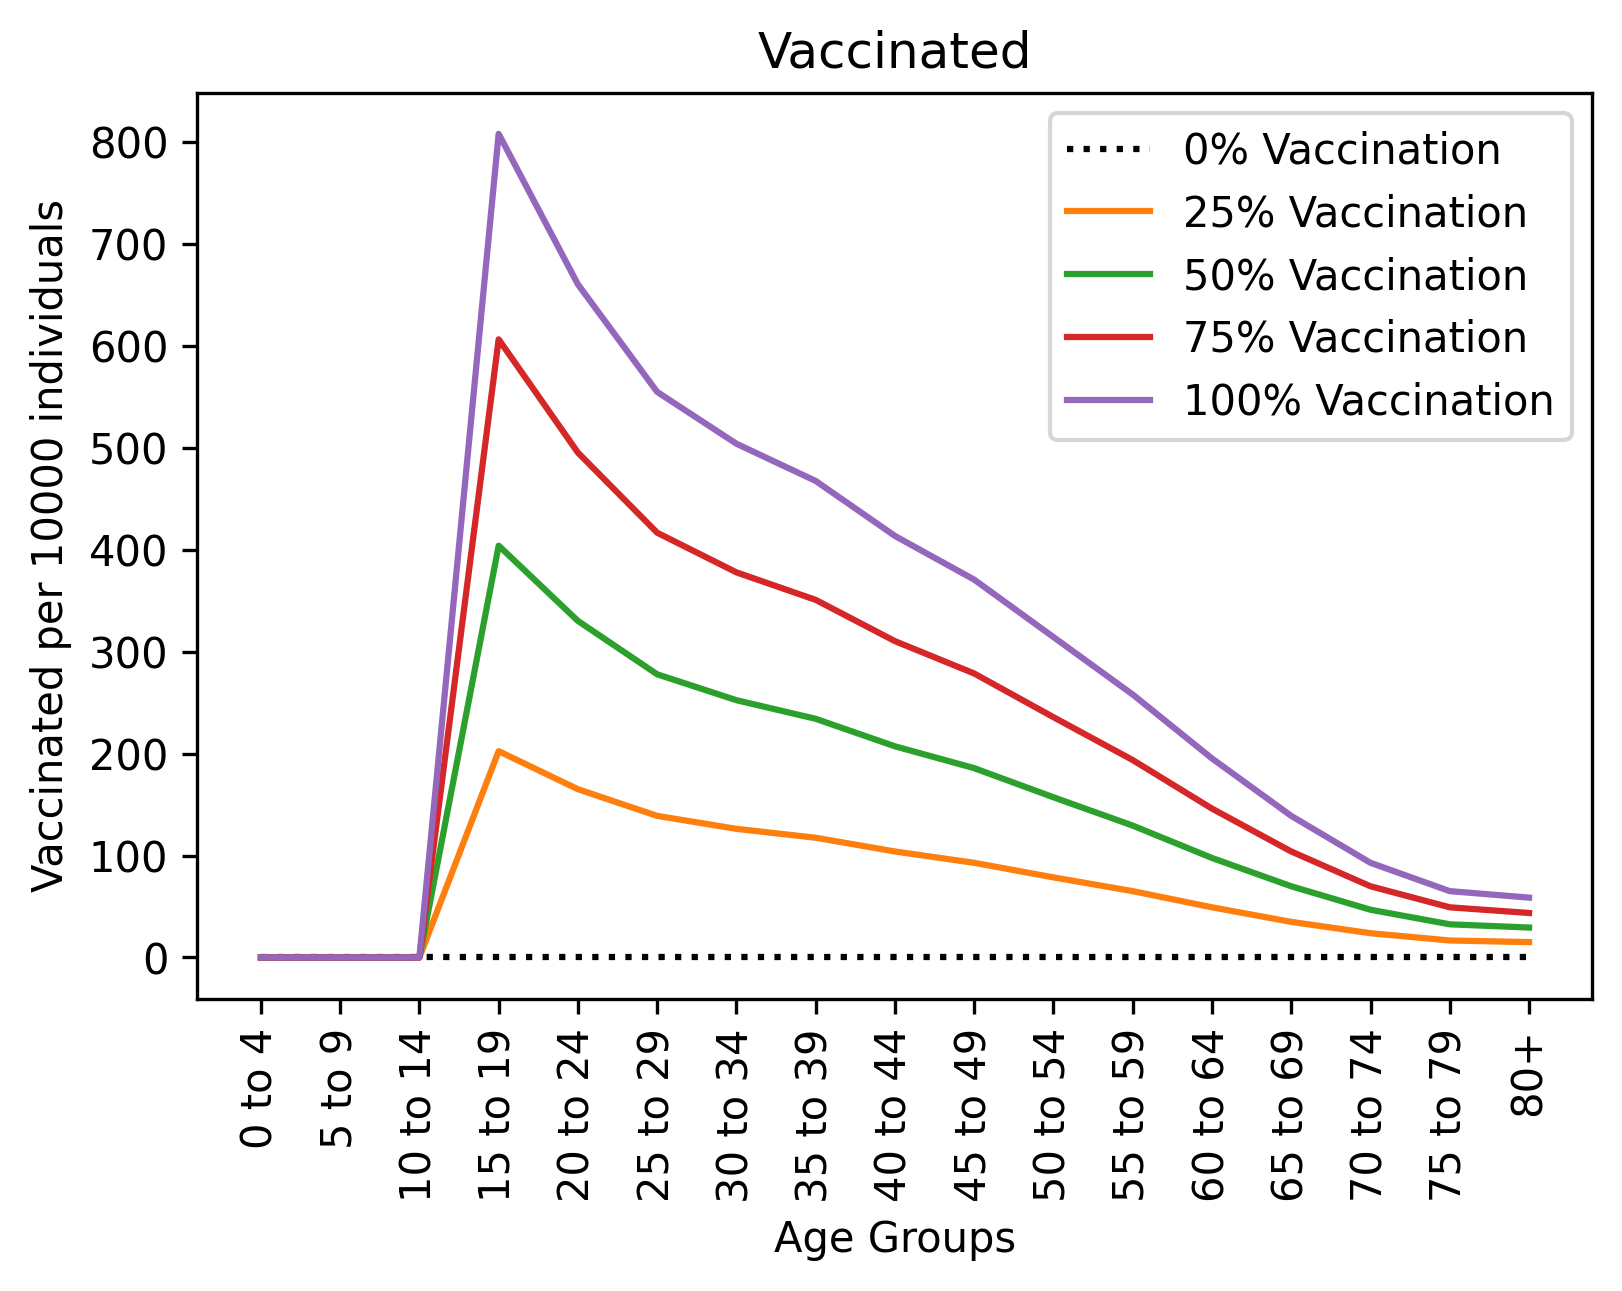 Vaccinated
Vaccinated per 10000 individuals
800
700
600
500
400
300
200
100
0
0% Vaccination
25% Vaccination
50% Vaccination
75% Vaccination
100% Vaccination
0 to 4
5 to 9
10 to 14
15 to 19
20 to 24
25 to 29
30 to 34
35 to 39
40 to 44
45 to 49
50 to 54
55 to 59
60 to 64
65 to 69
70 to 74
75 to 79
80+
Age Groups